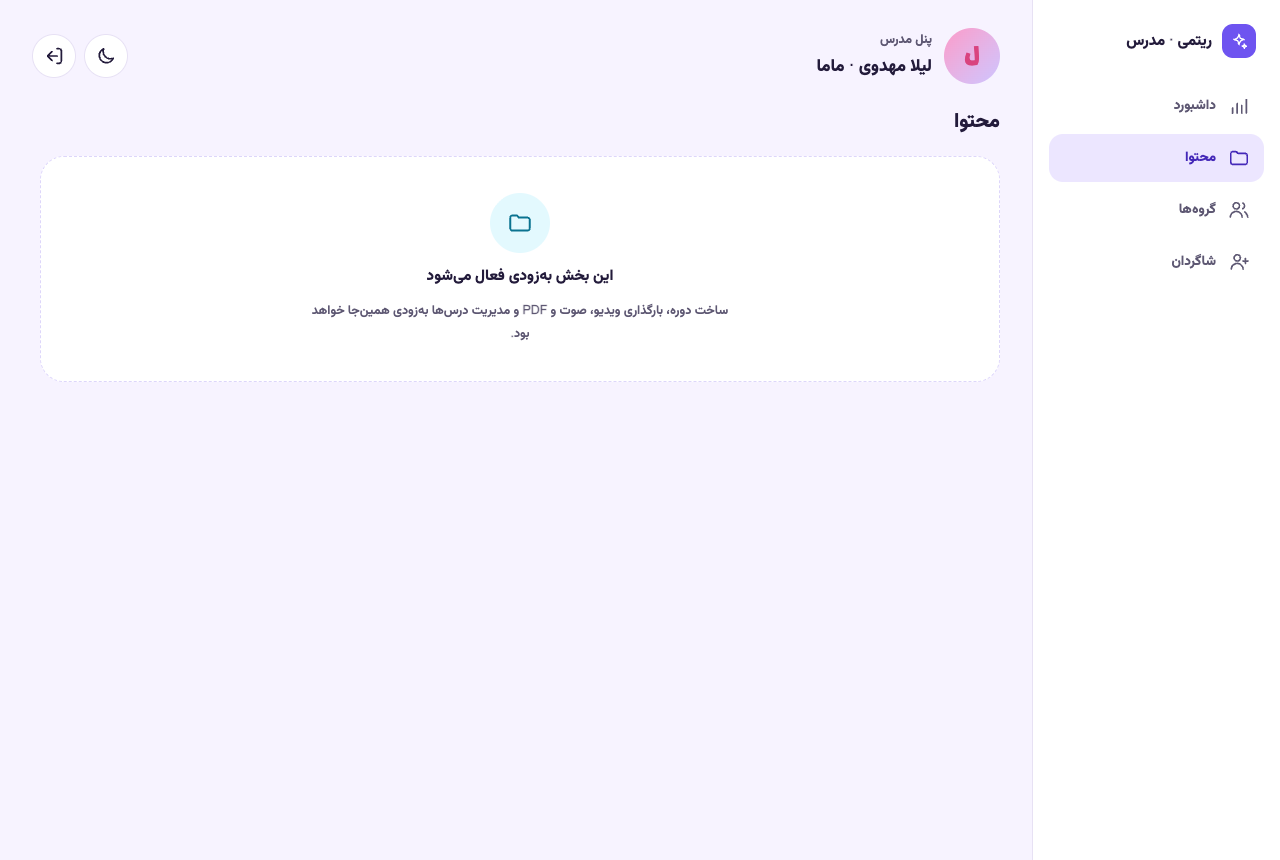 ریتمی · مدرس
داشبورد
محتوا
گروه‌ها
شاگردان
ل
پنل مدرس
لیلا مهدوی · ماما
محتوا
این بخش به‌زودی فعال می‌شود
ساخت دوره، بارگذاری ویدیو، صوت و PDF و مدیریت درس‌ها به‌زودی همین‌جا خواهد
بود.